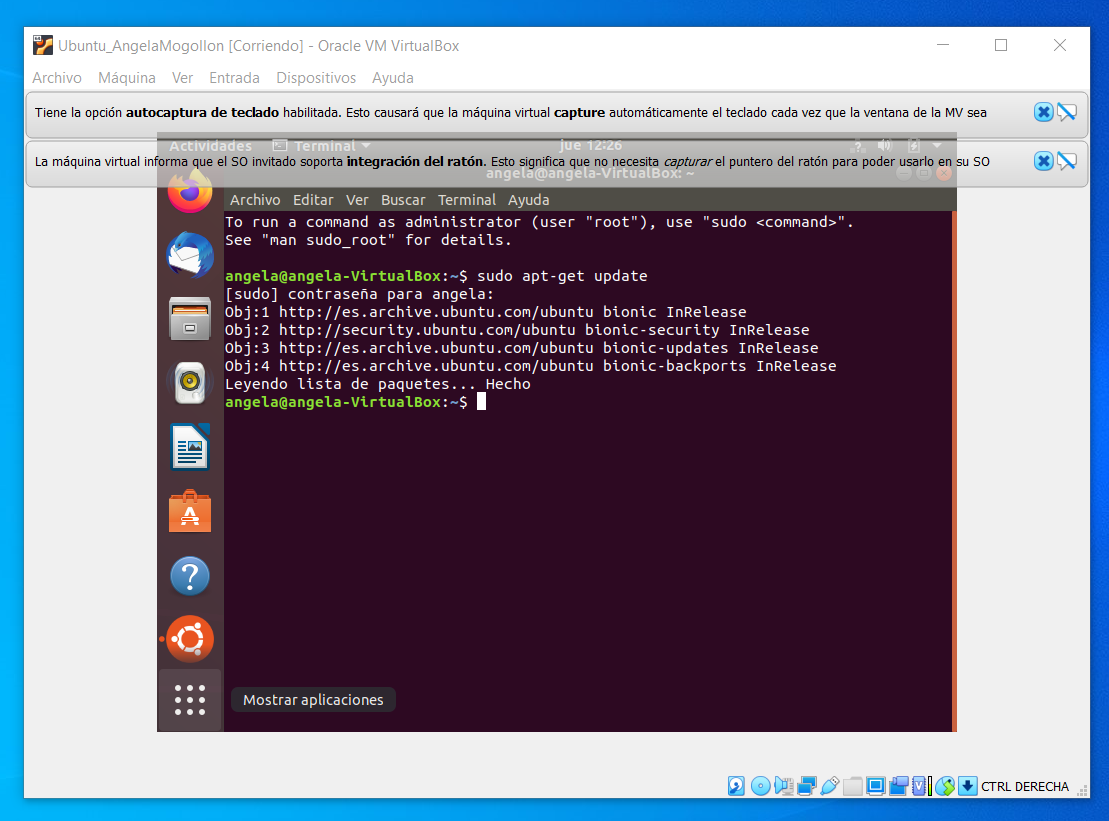 Ubuntu_AngelaMogollon [Corriendo] - Oracle VM VirtualBox
Archivo Máquina Ver Entrada Dispositivos Ayuda
Tiene la opción autocaptura de teclado habilitada. Esto causará que la máquina virtual capture automáticamente el teclado cada vez que la ventana de la MV sea
Actividades Terminal jue 12:26
La máquina virtual informa que el SO invitado soporta integración del ratón. Esto significa que no necesita capturar el puntero del ratón para poder usarlo en su SO
angela@angela-VirtualBox: ~
Archivo Editar Ver Buscar Terminal Ayuda
To run a command as administrator (user "root"), use "sudo <command>".
See "man sudo_root" for details.
angela@angela-VirtualBox:~$ sudo apt-get update
[sudo] contraseña para angela:
Obj:1 http://es.archive.ubuntu.com/ubuntu bionic InRelease
Obj:2 http://security.ubuntu.com/ubuntu bionic-security InRelease
Obj:3 http://es.archive.ubuntu.com/ubuntu bionic-updates InRelease
Obj:4 http://es.archive.ubuntu.com/ubuntu bionic-backports InRelease
Leyendo lista de paquetes... Hecho
angela@angela-VirtualBox:~$
Mostrar aplicaciones
CTRL DERECHA